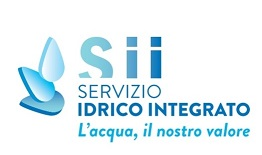 Sii
SERVIZIO
IDRICO INTEGRATO
L'acqua, il nostro valore